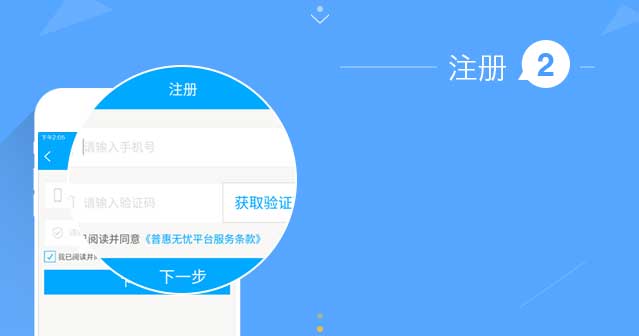 注册
2
下午2:05
注册
请输入手机号
请输入验证码
获取验证
已阅读并同意《普惠无忧平台服务条款》
我已阅读并
下一步